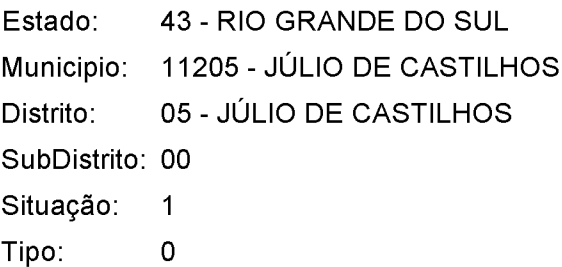 Estado: 43 - RIO GRANDE DO SUL
Municipio: 11205 - JÚLIO DE CASTILHOS
Distrito: 05 - JÚLIO DE CASTILHOS
SubDistrito: 00
Situação: 1
Tipo: 0